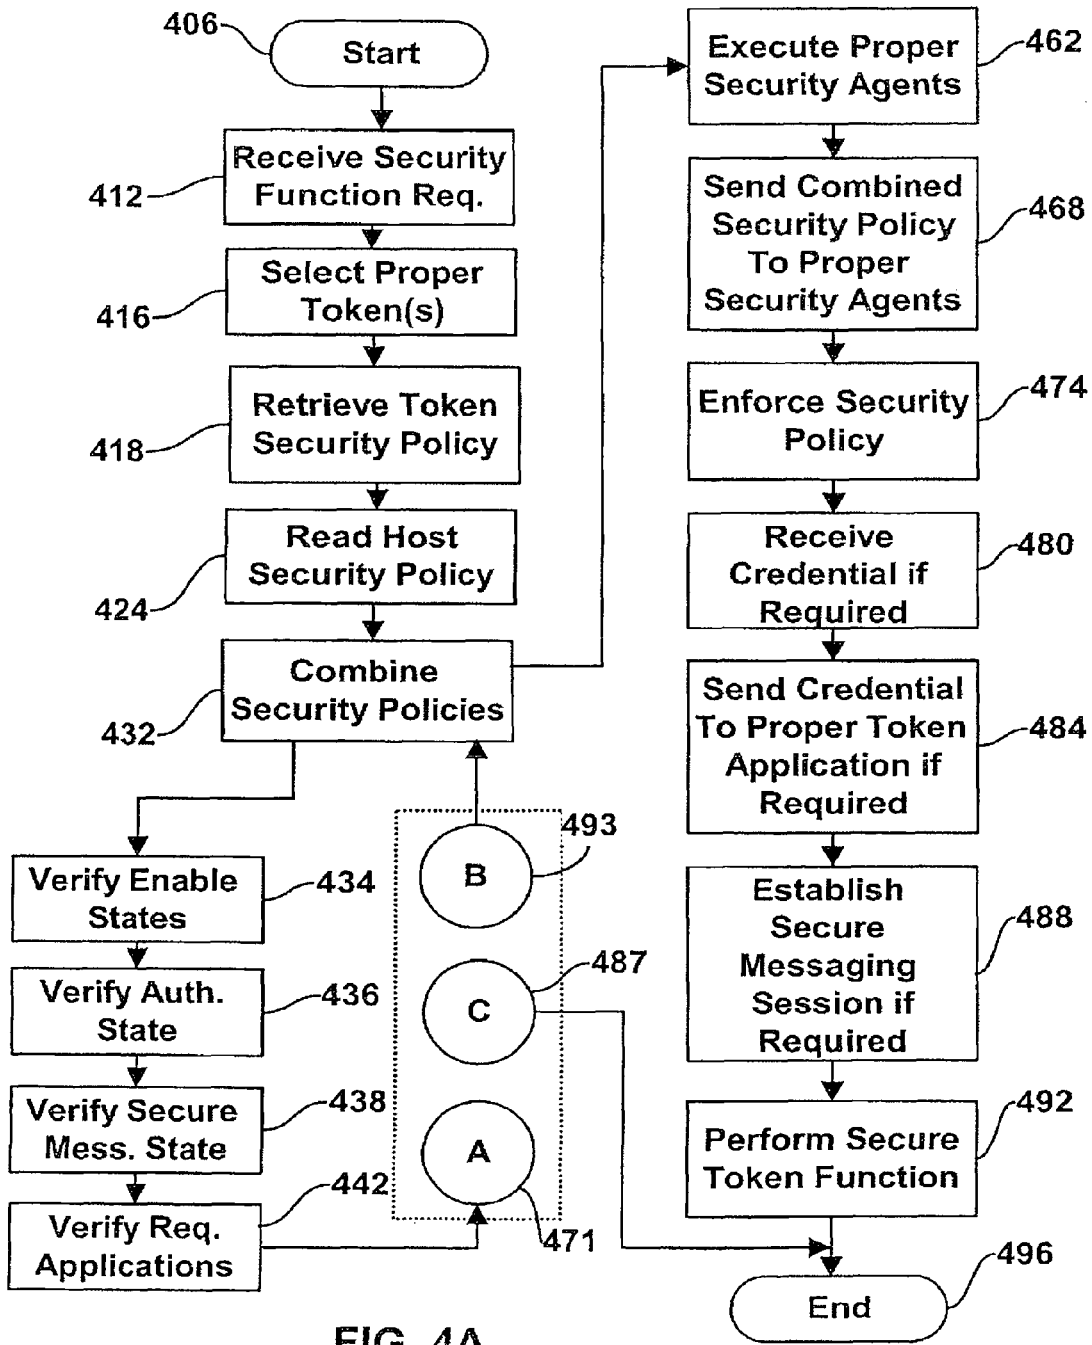 406
Start
412
Receive Security
Function Req.
416
Select Proper
Token(s)
418
Retrieve Token
Security Policy
424
Read Host
Security Policy
432
Combine
Security Policies
Verify Enable
States
434
Verify Auth.
State
436
Verify Secure
Mess. State
438
Verify Req.
Applications
442
B
493
C
487
A
471
Execute Proper
Security Agents
462
Send Combined
Security Policy
To Proper
Security Agents
468
Enforce Security
Policy
474
Receive
Credential if
Required
480
Send Credential
To Proper Token
Application if
Required
484
Establish
Secure
Messaging
Session if
Required
488
Perform Secure
Token Function
492
End
496
FIG. 4A